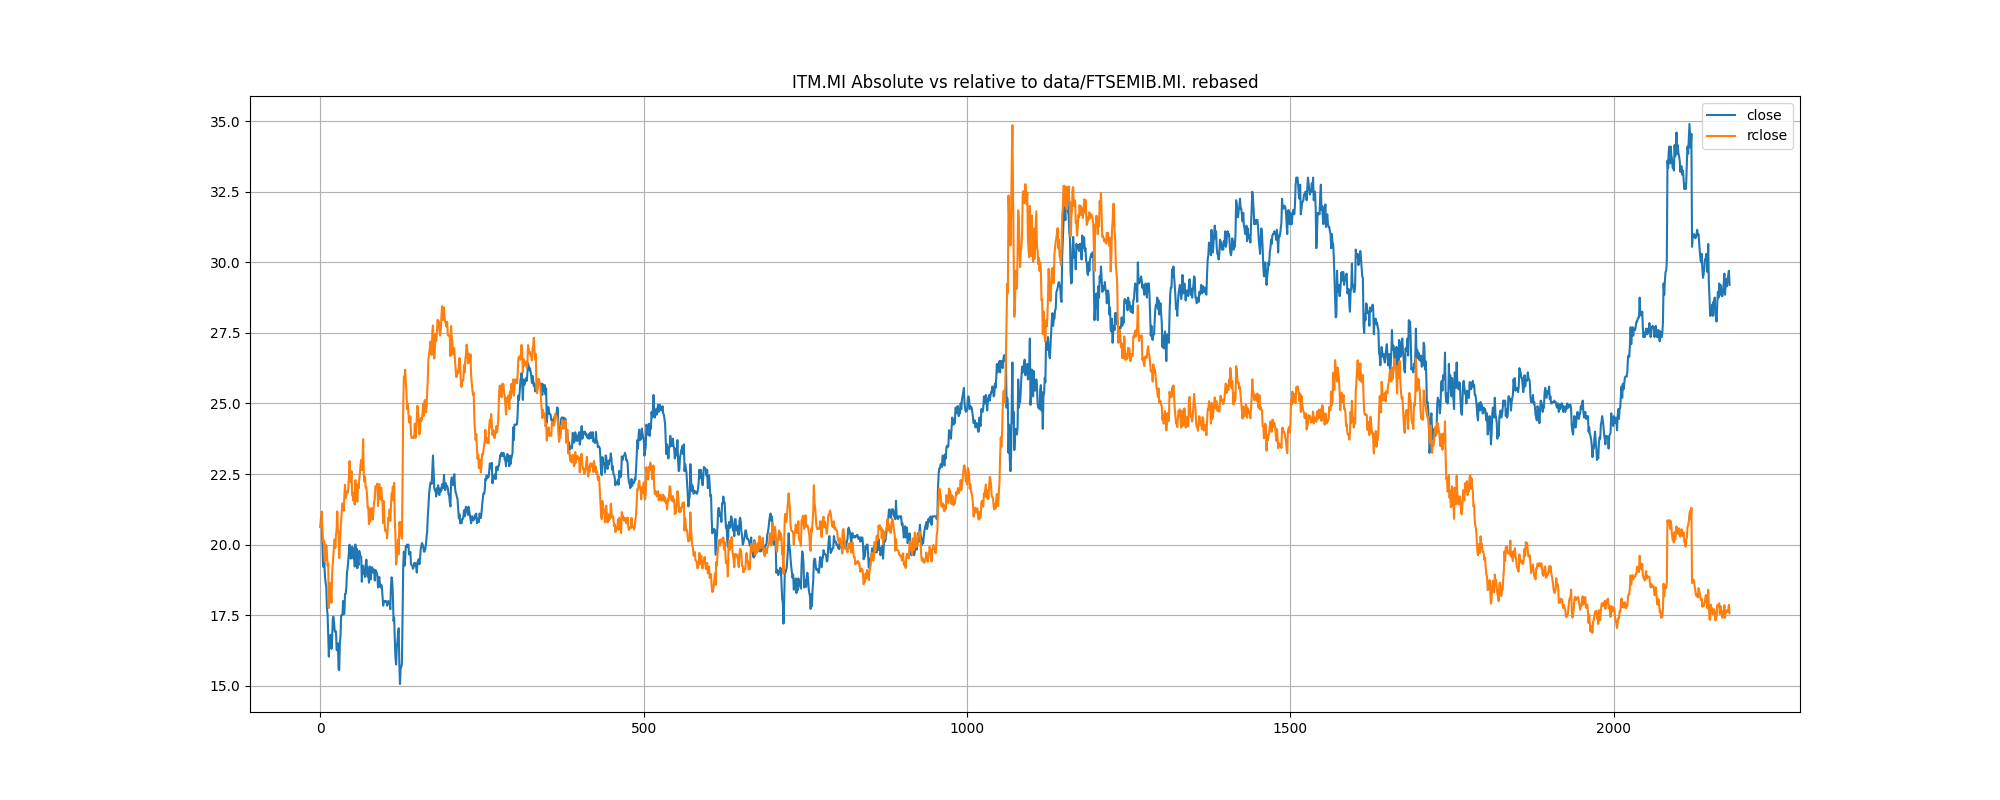 ITM.MI Absolute vs relative to data/FTSEMIB.MI. rebased
close
rclose
35.0
32.5
30.0
27.5
25.0
22.5
20.0
17.5
15.0
0 500 1000 1500 2000